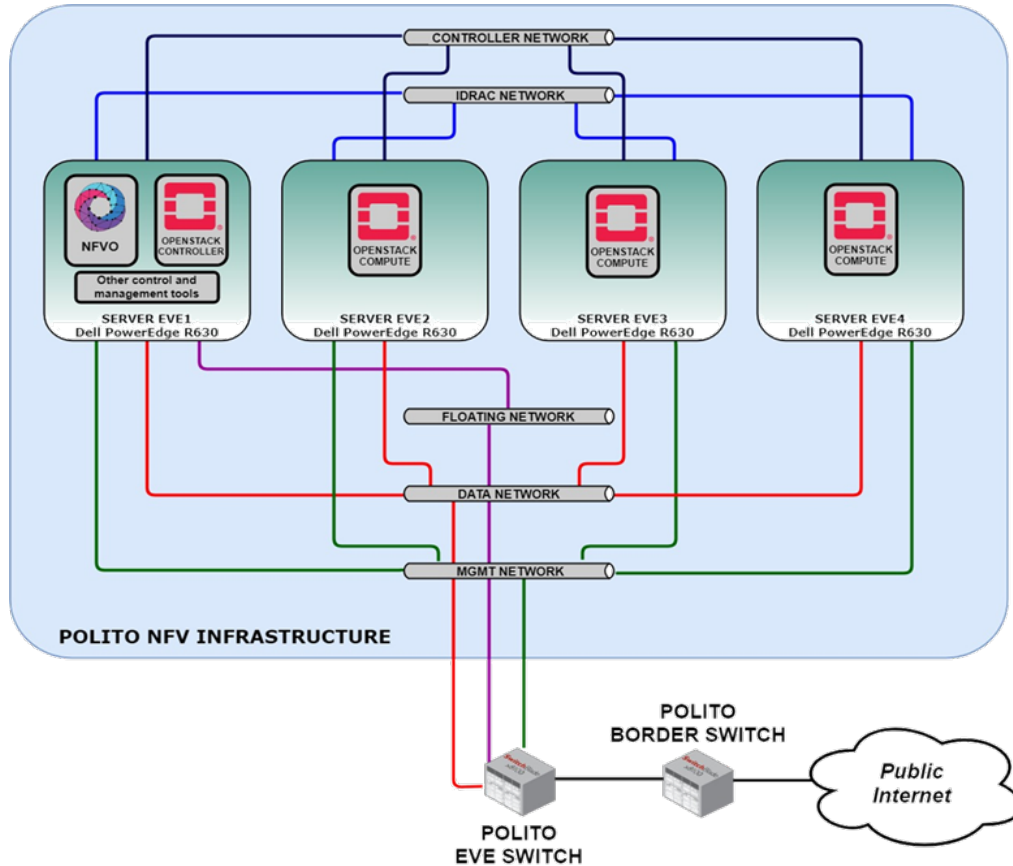 CONTROLLER NETWORK
IDRAC NETWORK
NFVO
OPENSTACK
CONTROLLER
Other control and
management tools
SERVER EVE1
Dell PowerEdge R630
OPENSTACK
COMPUTE
SERVER EVE2
Dell PowerEdge R630
OPENSTACK
COMPUTE
SERVER EVE3
Dell PowerEdge R630
OPENSTACK
COMPUTE
SERVER EVE4
Dell PowerEdge R630
FLOATING NETWORK
DATA NETWORK
MGMT NETWORK
POLITO NFV INFRASTRUCTURE
POLITO
BORDER SWITCH
Public
Internet
POLITO
EVE SWITCH